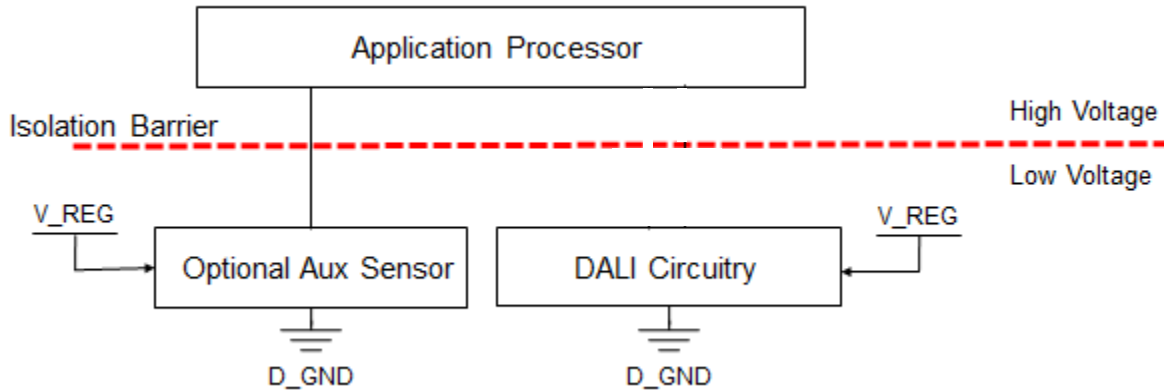 Application Processor
Isolation Barrier
High Voltage
Low Voltage
V_REG
V_REG
Optional Aux Sensor
DALI Circuitry
D_GND
D_GND